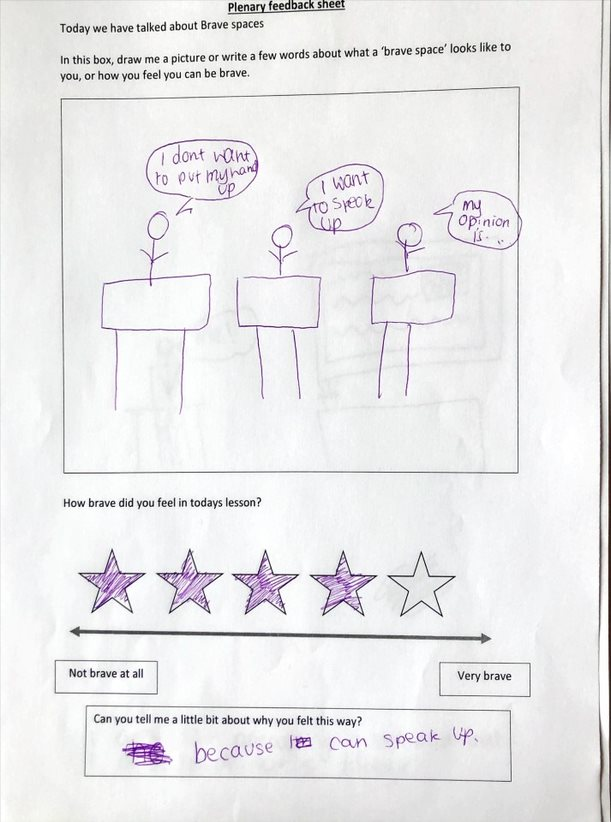 Plenary feedback sheet
Today we have talked about Brave spaces
In this box, draw me a picture or write a few words about what a 'brave space' looks like to
you, or how you feel you can be brave.
I dont want
to put my hand
up
I want
to speak
up
my
opinion
is...
How brave did you feel in todays lesson?
Not brave at all
Very brave
Can you tell me a little bit about why you felt this way?
because I can speak up.